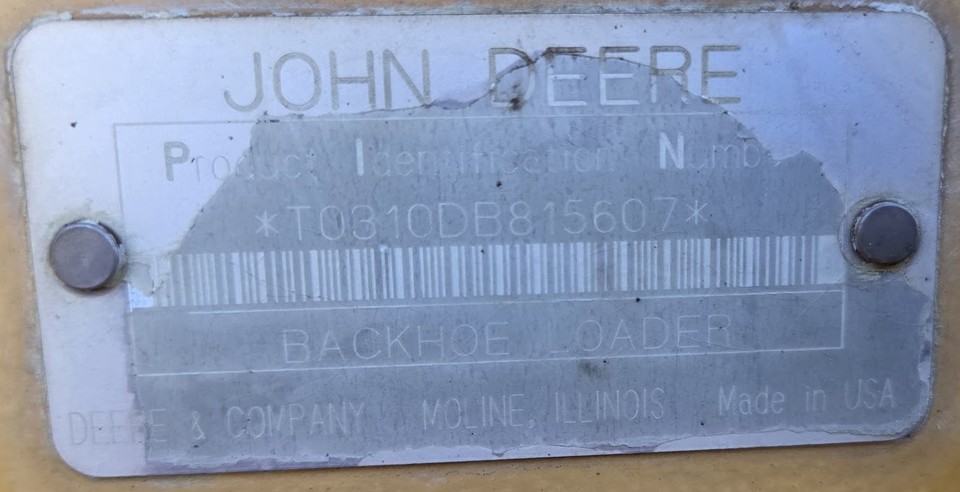 JOHN DEERE
Product Identification Number
*T0310DB815607*
BACKHOE LOADER
DEERE & COMPANY MOLINE, ILLINOIS Made in USA